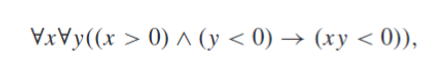 ∀x∀y((x > 0) ∧ (y < 0) → (xy < 0)),